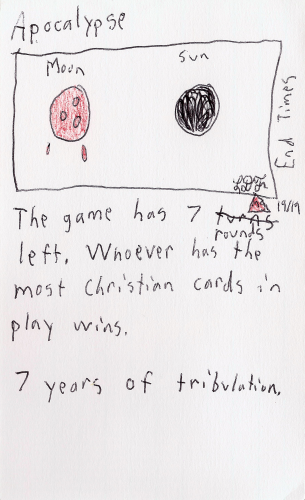 Apocalypse
Moon
Sun
End Times
19/19
The game has 7 turns
rounds
left. Whoever has the
most Christian cards in
play wins.
7 years of tribulation.